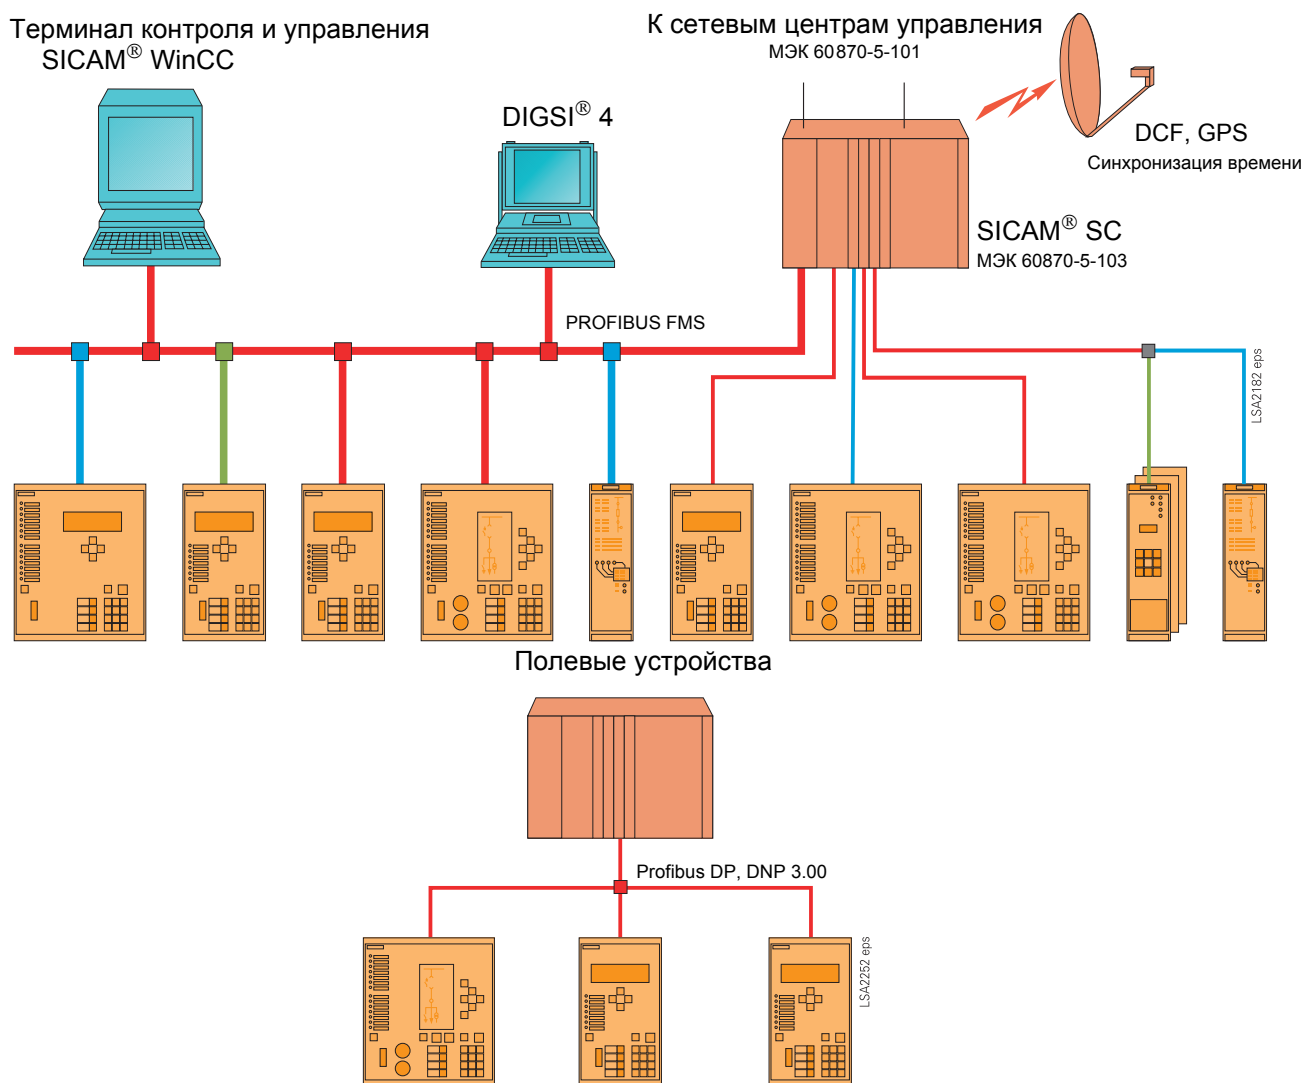 Терминал контроля и управления
SICAM® WinCC
К сетевым центрам управления
МЭК 60870-5-101
DIGSI® 4
DCF, GPS
Синхронизация времени
SICAM® SC
МЭК 60870-5-103
PROFIBUS FMS
LSA2182 eps
Полевые устройства
Profibus DP, DNP 3.00
LSA2252 eps